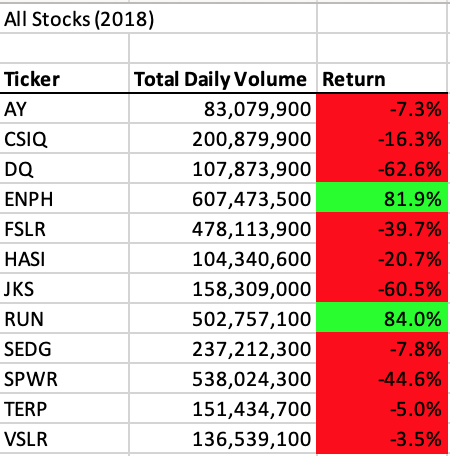 All Stocks (2018)
Ticker Total Daily Volume Return
AY 83,079,900 -7.3%
CSIQ 200,879,900 -16.3%
DQ 107,873,900 -62.6%
ENPH 607,473,500 81.9%
FSLR 478,113,900 -39.7%
HASI 104,340,600 -20.7%
JKS 158,309,000 -60.5%
RUN 502,757,100 84.0%
SEDG 237,212,300 -7.8%
SPWR 538,024,300 -44.6%
TERP 151,434,700 -5.0%
VSLR 136,539,100 -3.5%